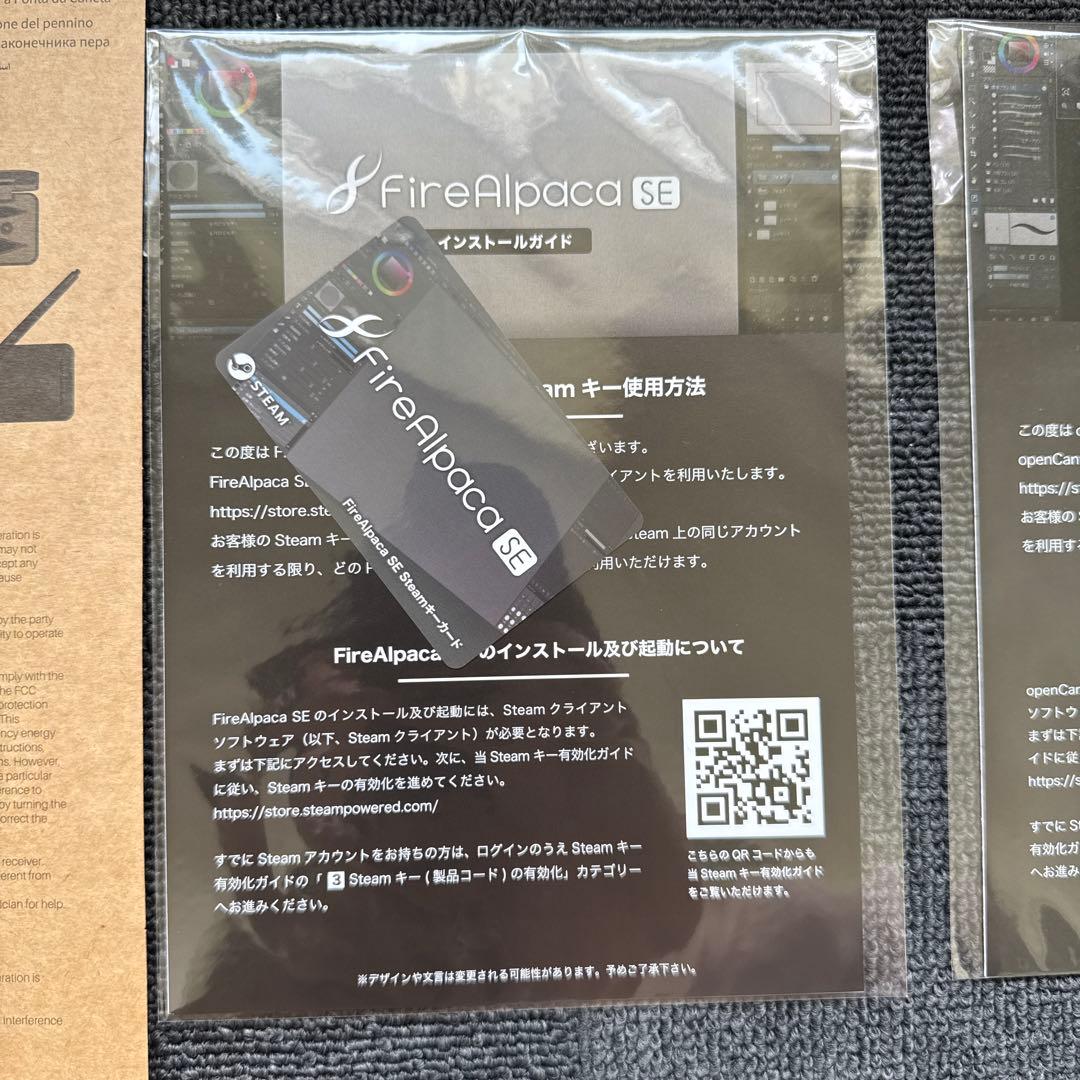 a Ponta da Caneta
one del pennino
аконечника пера
FireAlpaca SE
インストールガイド
am キー使用方法
この度は F
ざいます。
FireAlpaca S
イアントを利用いたします。
https://store.ste
お客様の Steam キー
Steam 上の同じアカウント
を利用する限り、どの
用いただけます。
STEAM
FireAlpaca SE
FireAlpaca SE Steamキーカード
FireAlpaca
のインストール及び起動について
FireAlpaca SE のインストール及び起動には、Steam クライアント
ソフトウェア（以下、Steam クライアント）が必要となります。
まずは下記にアクセスしてください。次に、当 Steam キー有効化ガイド
に従い、Steam キーの有効化を進めてください。
https://store.steampowered.com/
すでに Steam アカウントをお持ちの方は、ログインのうえ Steam キー
有効化ガイドの「 3 Steam キー ( 製品コード ) の有効化」カテゴリー
へお進みください。
こちらの QR コードからも
当 Steam キー有効化ガイド
をご覧いただけます。
※デザインや文言は変更される可能性があります。予めご了承下さい。
この度は
openCan
https://s
お客様の
を利用す
openCan
ソフトウ
まずは下
イドに従
https://s
すでに S
有効化ガ
へお進み
eration is
may not
cept any
ause
by the party
ity to operate
mply with the
he FCC
protection
This
ncy energy
tructions,
ns. However,
a particular
erence to
by turning the
orrect the
receiver.
erent from
ician for help.
eration is
interference